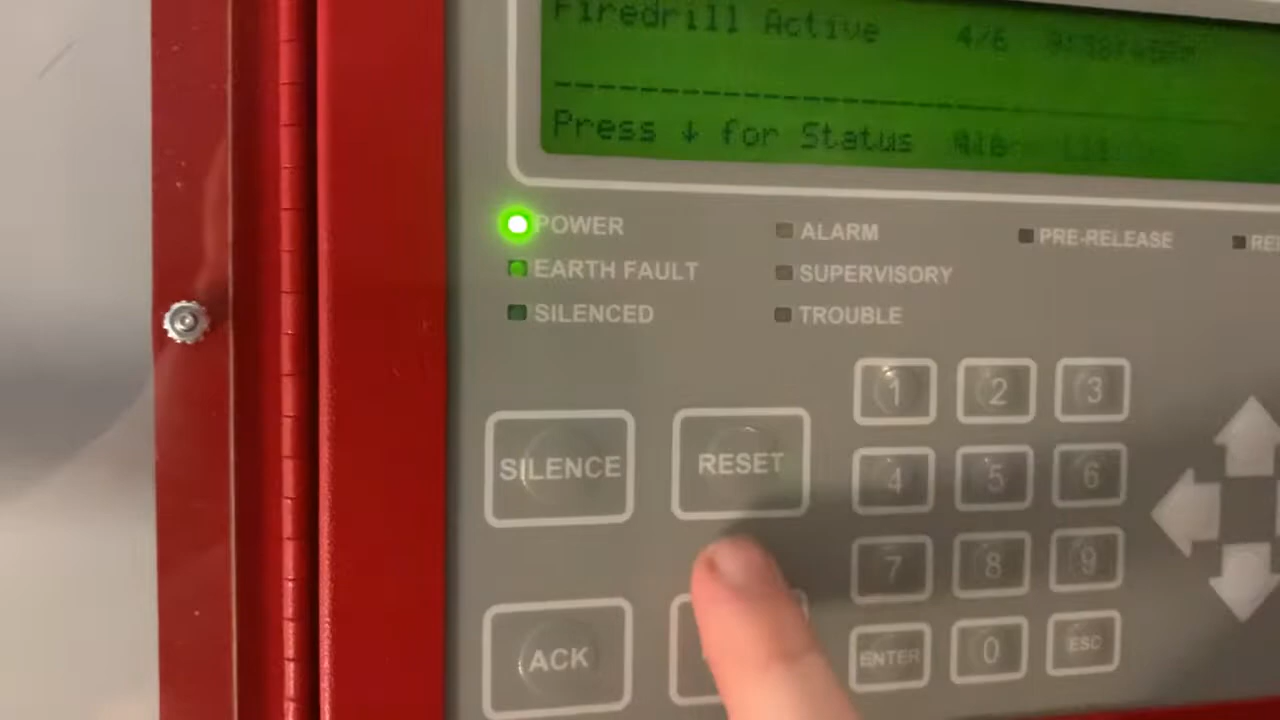 Firedrill Active 4/6
Press ↓ for Status
POWER
ALARM
PRE-RELEASE
EARTH FAULT
SUPERVISORY
SILENCED
TROUBLE
1 2 3
SILENCE
RESET
4 5 6
7 8 9
ACK
ENTER 0 ESC